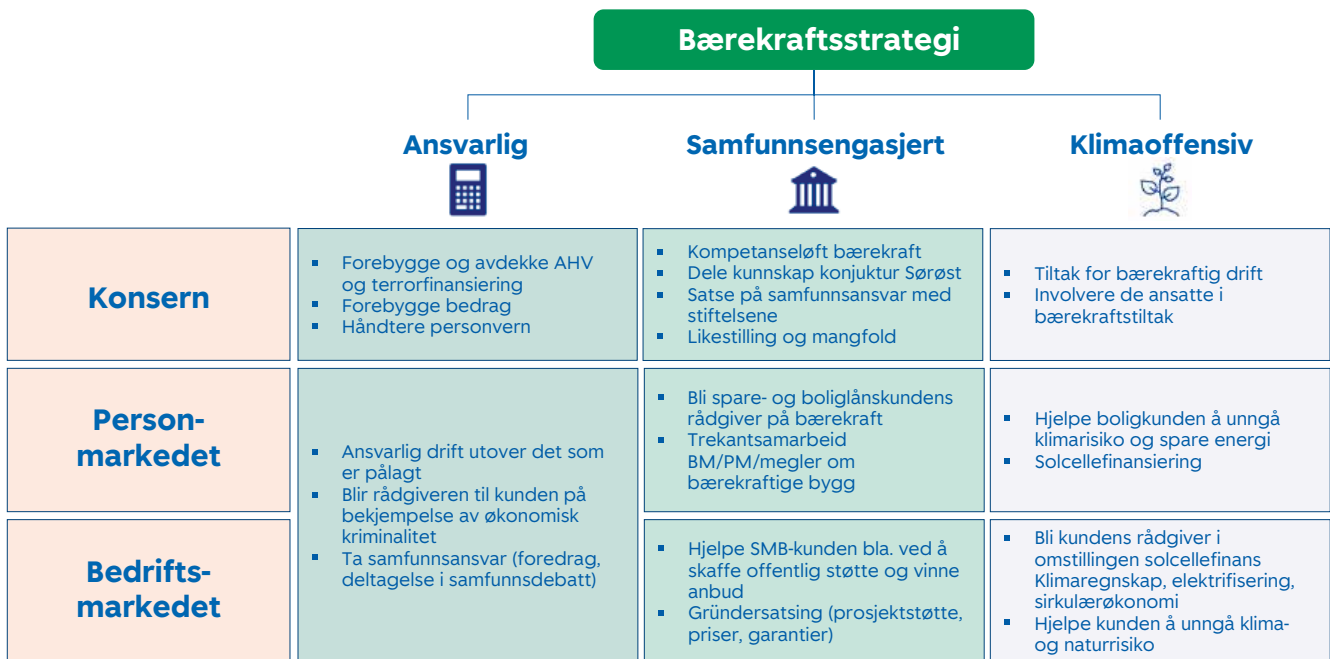 Bærekraftsstrategi
Ansvarlig
Samfunnsengasjert
Klimaoffensiv
Konsern
▪ Forebygge og avdekke AHV
og terrorfinansiering
▪ Forebygge bedrag
▪ Håndtere personvern
▪ Kompetanseløft bærekraft
▪ Dele kunnskap konjuktur Sørøst
▪ Satse på samfunnsansvar med
stiftelsene
▪ Likestilling og mangfold
▪ Tiltak for bærekraftig drift
▪ Involvere de ansatte i
bærekraftstiltak
Person-
markedet
▪ Ansvarlig drift utover det som
er pålagt
▪ Blir rådgiveren til kunden på
bekjempelse av økonomisk
kriminalitet
▪ Ta samfunnsansvar (foredrag,
deltagelse i samfunnsdebatt)
▪ Bli spare- og boliglånskundens
rådgiver på bærekraft
▪ Trekantsamarbeid
BM/PM/megler om
bærekraftige bygg
▪ Hjelpe boligkunden å unngå
klimarisiko og spare energi
▪ Solcellefinansiering
Bedrifts-
markedet
▪ Hjelpe SMB-kunden bla. ved å
skaffe offentlig støtte og vinne
anbud
▪ Gründersatsing (prosjektstøtte,
priser, garantier)
▪ Bli kundens rådgiver i
omstillingen solcellefinans
Klimaregnskap, elektrifisering,
sirkulærøkonomi
▪ Hjelpe kunden å unngå klima-
og naturrisiko